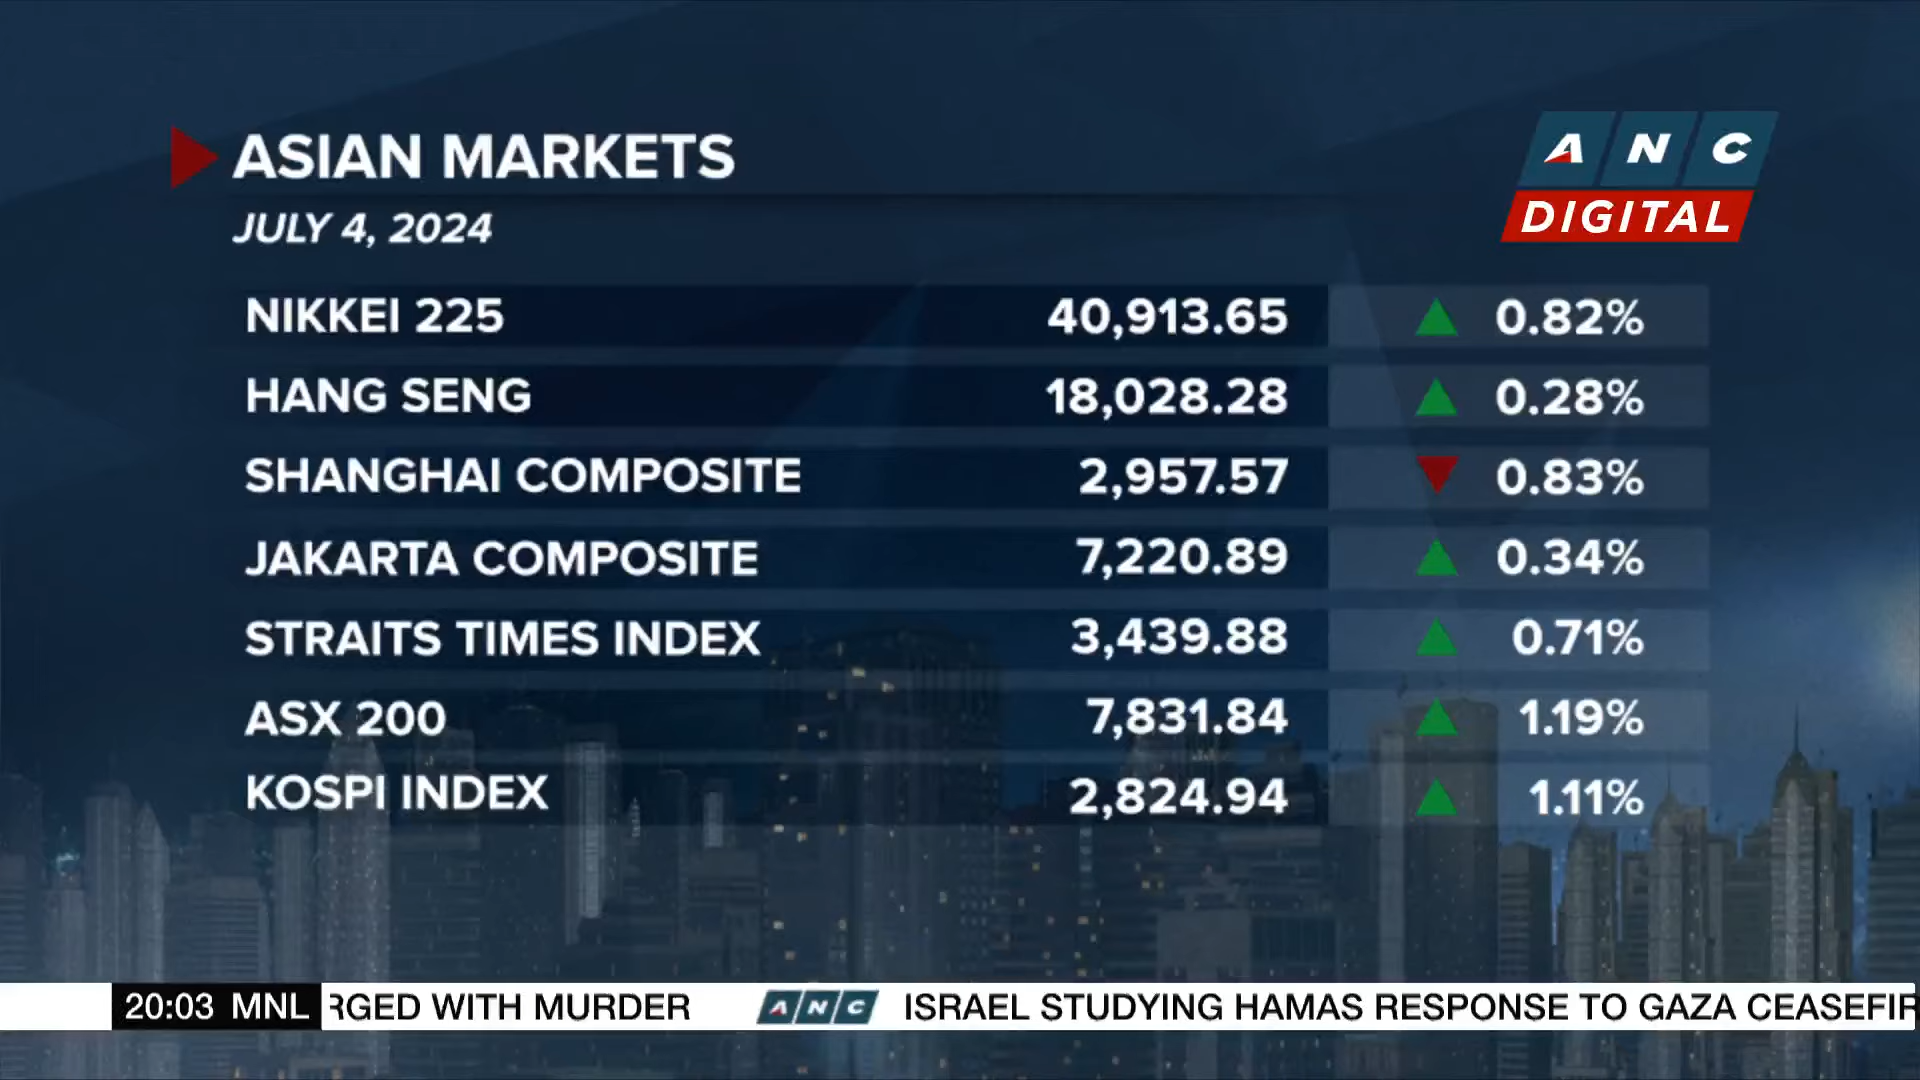 ASIAN MARKETS
JULY 4, 2024
ANC
DIGITAL
NIKKEI 225 40,913.65 0.82%
HANG SENG 18,028.28 0.28%
SHANGHAI COMPOSITE 2,957.57 0.83%
JAKARTA COMPOSITE 7,220.89 0.34%
STRAITS TIMES INDEX 3,439.88 0.71%
ASX 200 7,831.84 1.19%
KOSPI INDEX 2,824.94 1.11%
20:03 MNL RGED WITH MURDER ANC ISRAEL STUDYING HAMAS RESPONSE TO GAZA CEASEFIR